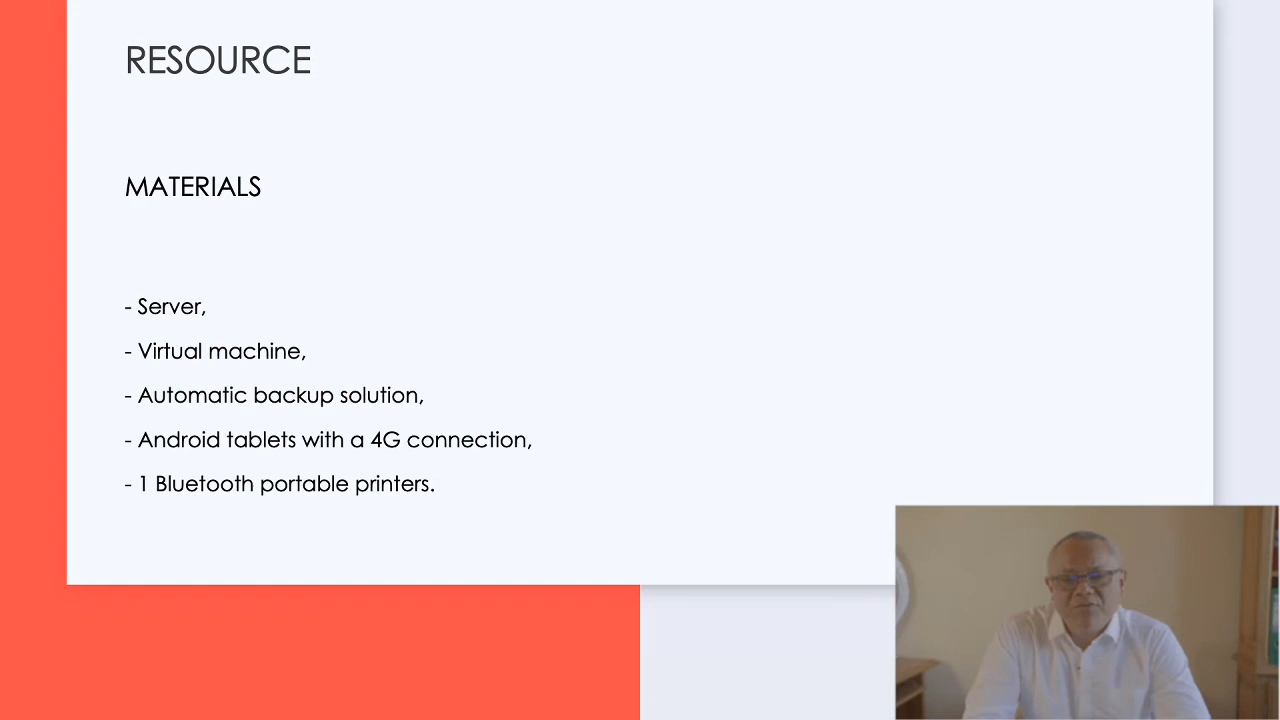 RESOURCE
MATERIALS
- Server,
- Virtual machine,
- Automatic backup solution,
- Android tablets with a 4G connection,
- 1 Bluetooth portable printers.